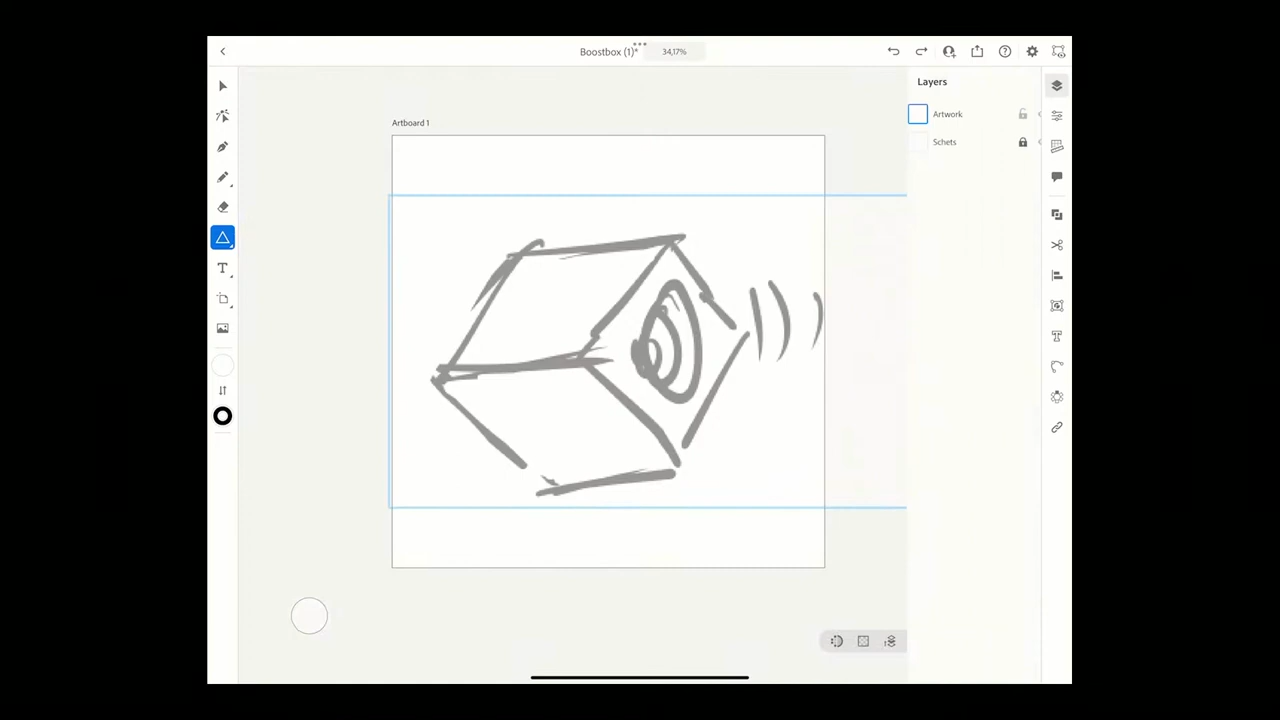 Boostbox (1)*
34,17%
Layers
Artboard 1
Artwork
Schets